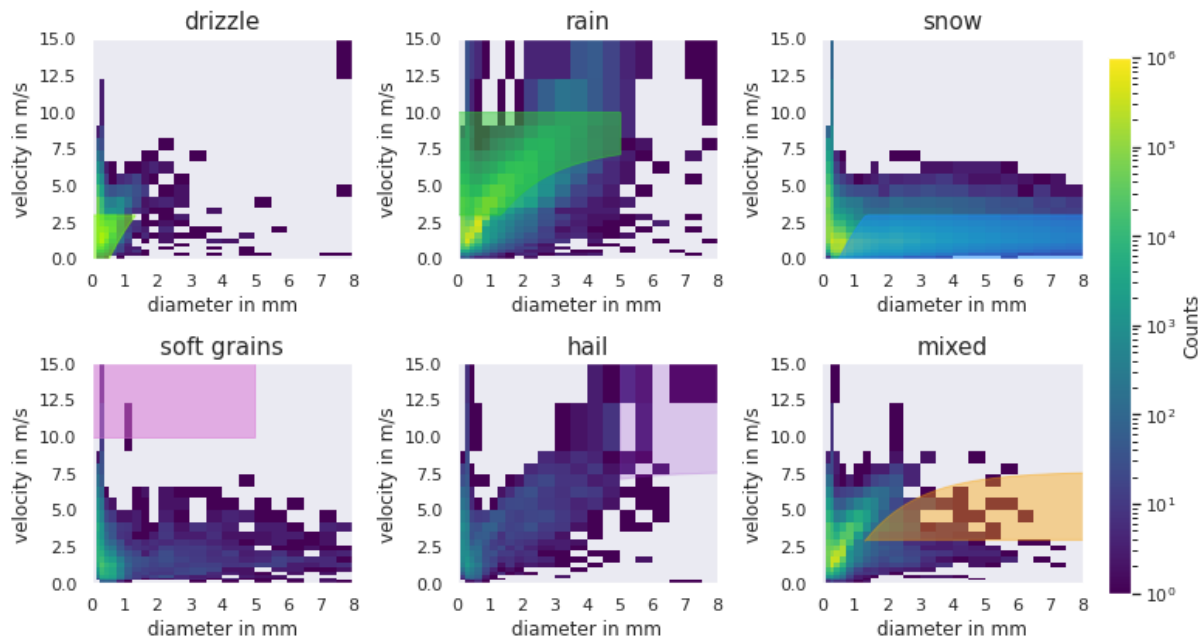 drizzle rain snow
15.0 15.0 15.0
12.5 12.5 12.5
10.0 10.0 10.0
7.5 7.5 7.5
5.0 5.0 5.0
2.5 2.5 2.5
0.0 0.0 0.0
velocity in m/s velocity in m/s velocity in m/s
0 1 2 3 4 5 6 7 8 0 1 2 3 4 5 6 7 8 0 1 2 3 4 5 6 7 8
diameter in mm diameter in mm diameter in mm
soft grains hail mixed
15.0 15.0 15.0
12.5 12.5 12.5
10.0 10.0 10.0
7.5 7.5 7.5
5.0 5.0 5.0
2.5 2.5 2.5
0.0 0.0 0.0
velocity in m/s velocity in m/s velocity in m/s
0 1 2 3 4 5 6 7 8 0 1 2 3 4 5 6 7 8 0 1 2 3 4 5 6 7 8
diameter in mm diameter in mm diameter in mm
10⁶
10⁵
10⁴
10³
10²
10¹
10⁰
Counts